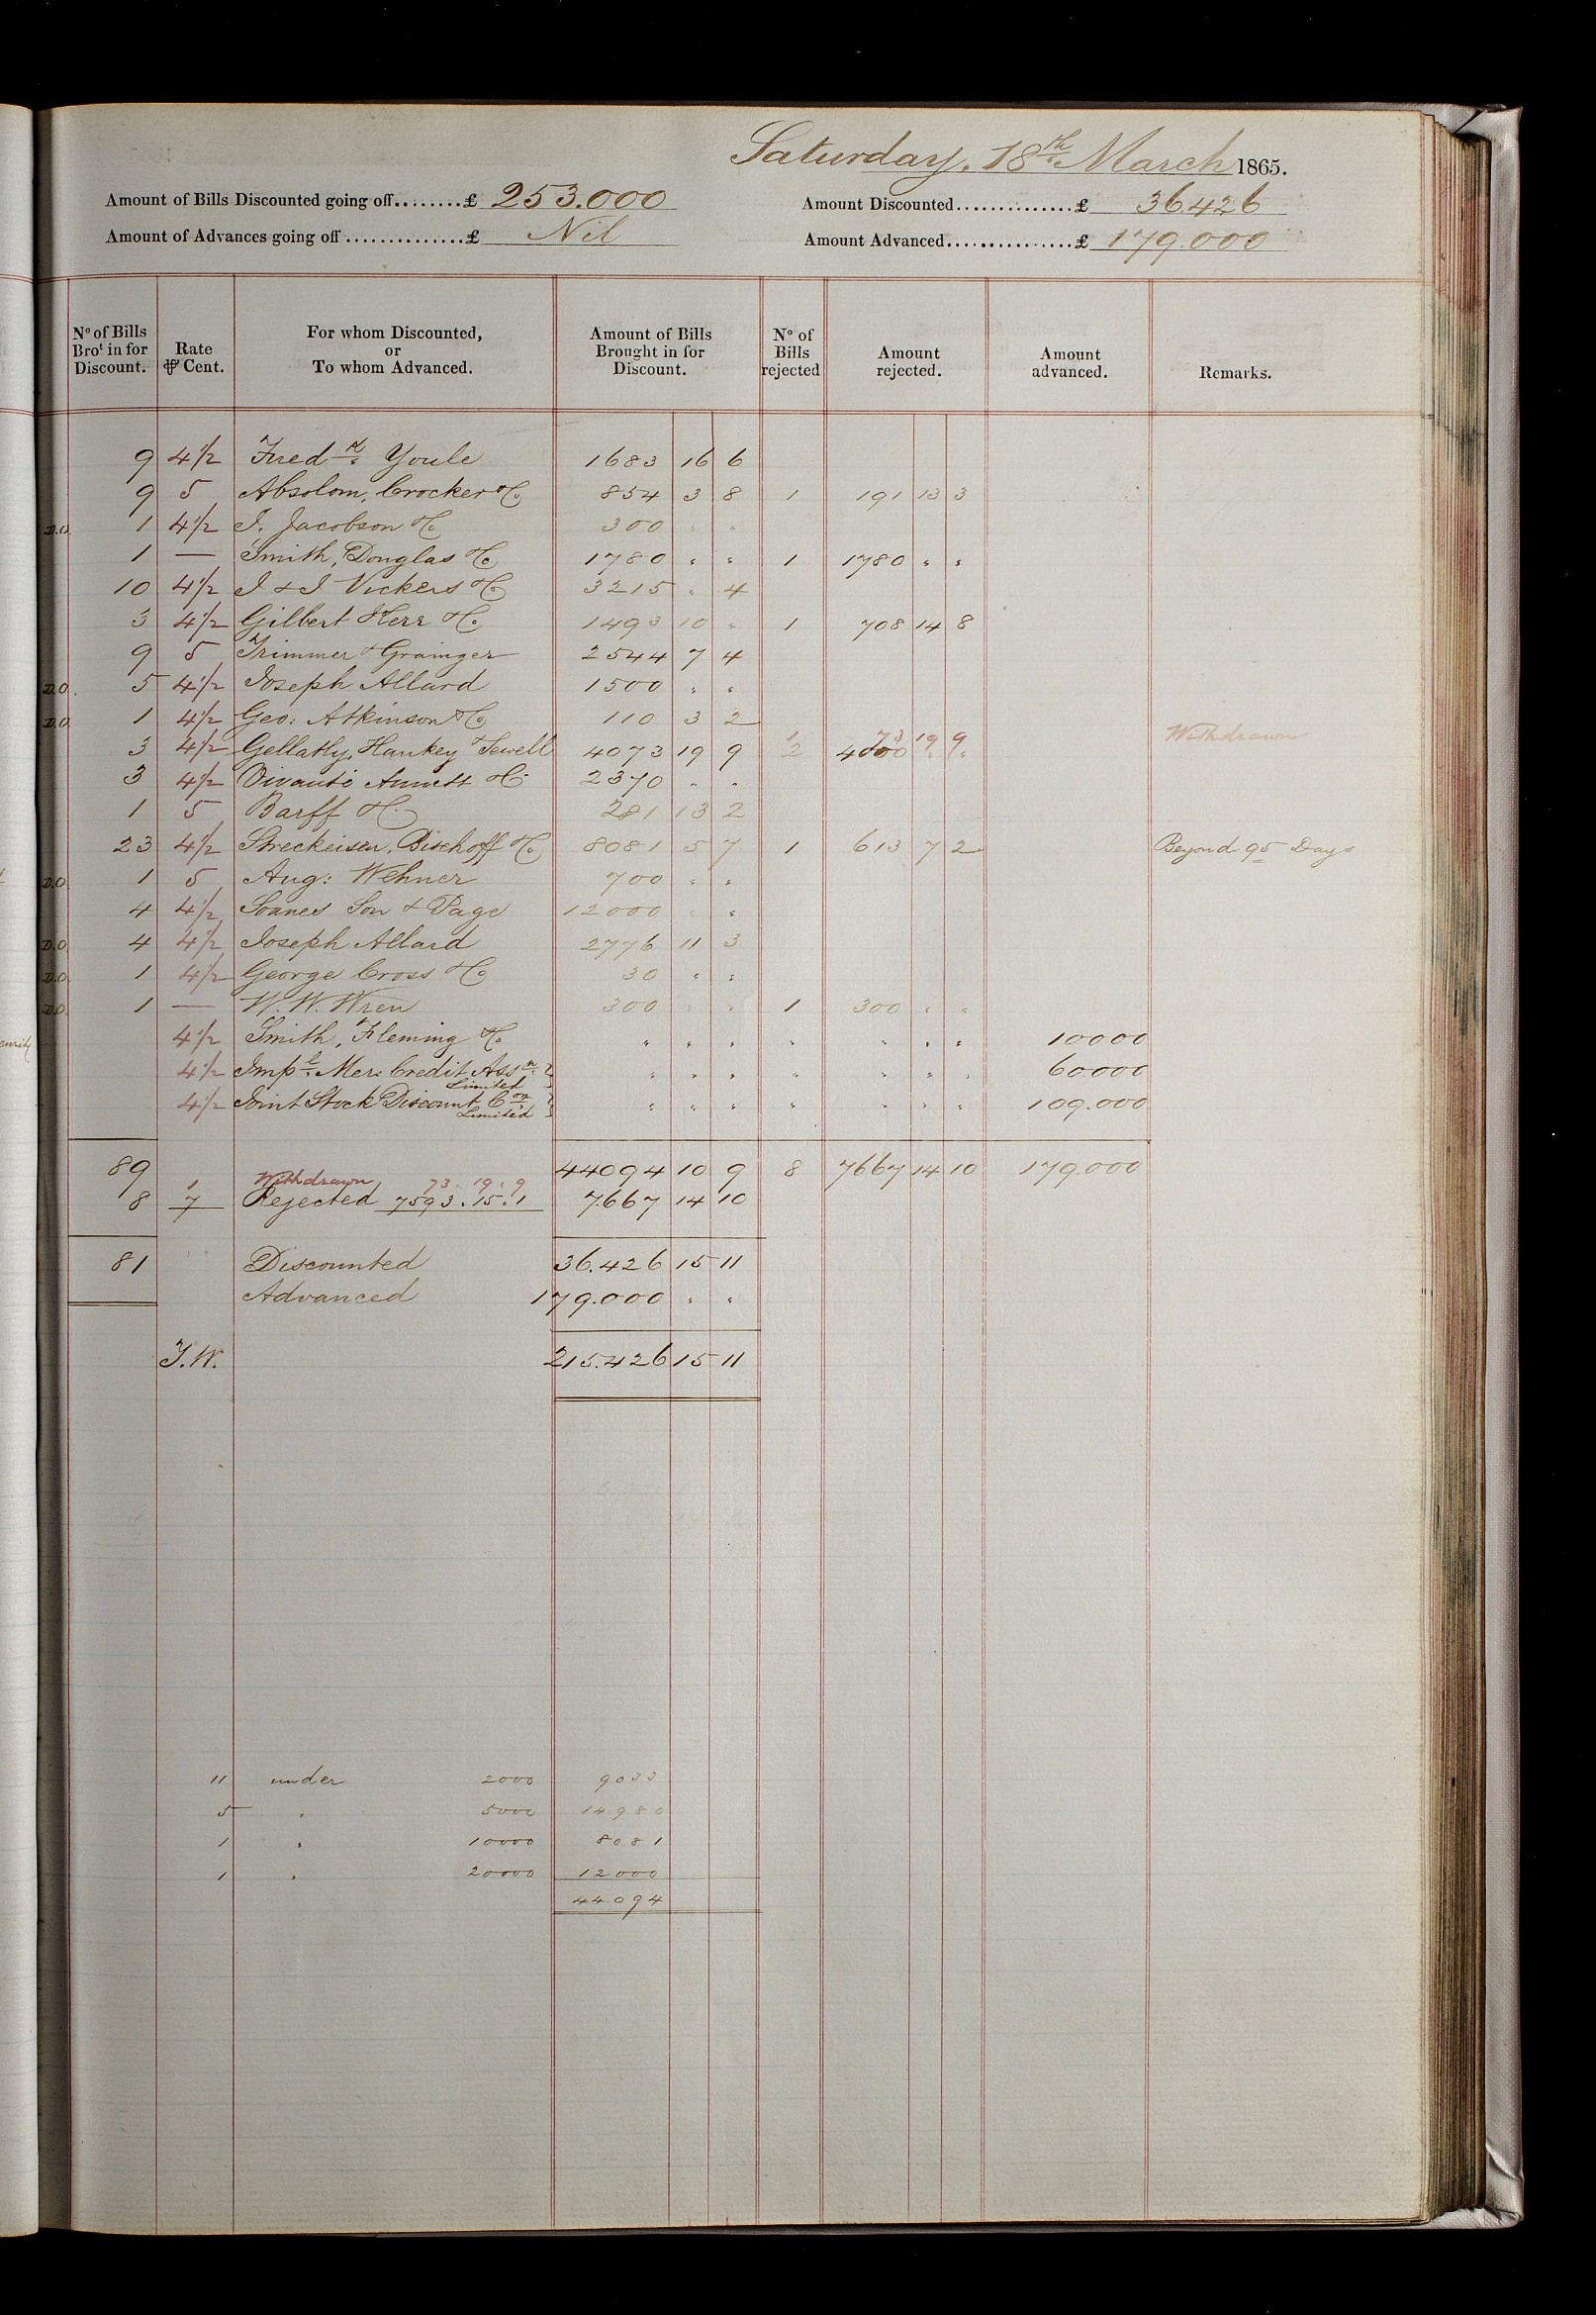 Saturday, 18th March 1865.
Amount of Bills Discounted going off........£ 253.000 Amount Discounted..............£ 36426
Amount of Advances going off..............£ Nil Amount Advanced................£ 179.000
No of Bills Brot in for Discount. Rate ⅌ Cent. For whom Discounted, or To whom Advanced. Amount of Bills Brought in for Discount. No of Bills rejected Amount rejected. Amount advanced. Remarks.
9 4½ Fredk Youle 1683 16 6
9 5 Absolom, Crocker & Co 854 3 8 1 191 13 3
D.O. 1 4½ J. Jacobson & Co 300 " "
1 — Smith, Douglas & Co 1780 " " 1 1780 " "
10 4½ J & J Vickers & Co 3215 " 4
3 4½ Gilbert Kerr & Co 1493 10 " 1 708 14 8
9 5 Trimmer & Grainger 2544 7 4
D.O. 5 4½ Joseph Allard 1500 " "
D.O. 1 4½ Geo: Atkinson & Co 110 3 2
1 73 19 9 Withdrawn
3 4½ Gellatly, Hankey & Sewell 4073 19 9 2 4000 " "
3 4½ Vivanti Annett & Co 2370 " "
1 5 Barff & Co 281 13 2
23 4½ Streckeisen, Bischoff & Co 8081 5 7 1 613 7 2 Beyond 95 Days
D.O. 1 5 Aug: Wehner 700 " "
4 4½ Soanes Son & Page 12000 " "
D.O. 4 4½ Joseph Allard 2776 11 3
D.O. 1 4½ George Cross & Co 30 " "
D.O. 1 — W. W. Wren 300 " " 1 300 " "
4½ Smith, Fleming & Co " " " " " " " 10000
4½ Impl Mer: Credit Assn " " " " " " " 60.000
Limited
4½ Joint Stock Discount Con " " " " " " " 109.000
Limited
89 44094 10 9 8 7667 14 10 179.000
1 Withdrawn 73. 19. 9
8 7 Rejected 7593. 15. 1 7.667 14 10
81 Discounted 36.426 15 11
Advanced 179.000 " "
J.W. 215.426 15 11
11 under 2000 9033
5 " 5000 14980
1 " 10000 8081
1 " 20000 12000
44.094